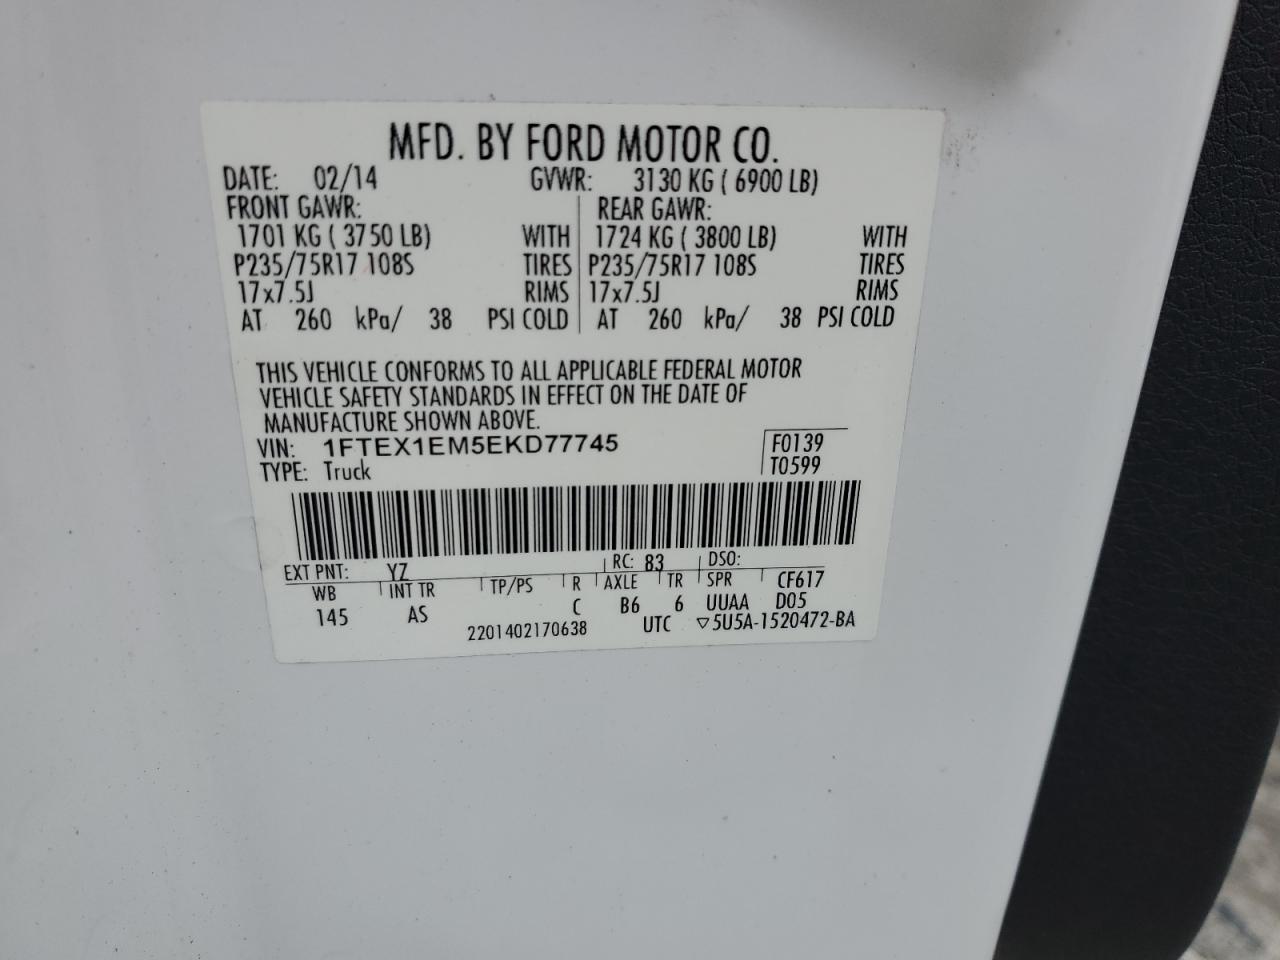 MFD. BY FORD MOTOR CO.
DATE: 02/14 GVWR: 3130 KG ( 6900 LB)
FRONT GAWR: REAR GAWR:
1701 KG ( 3750 LB) WITH 1724 KG ( 3800 LB) WITH
P235/75R17 108S TIRES P235/75R17 108S TIRES
17x7.5J RIMS 17x7.5J RIMS
AT 260 kPa/ 38 PSI COLD AT 260 kPa/ 38 PSI COLD
THIS VEHICLE CONFORMS TO ALL APPLICABLE FEDERAL MOTOR
VEHICLE SAFETY STANDARDS IN EFFECT ON THE DATE OF
MANUFACTURE SHOWN ABOVE.
VIN: 1FTEX1EM5EKD77745 F0139
TYPE: Truck T0599
EXT PNT: YZ RC: 83 DSO:
WB INT TR TP/PS R AXLE TR SPR CF617
145 AS C B6 6 UUAA D05
2201402170638 UTC ▽5U5A-1520472-BA